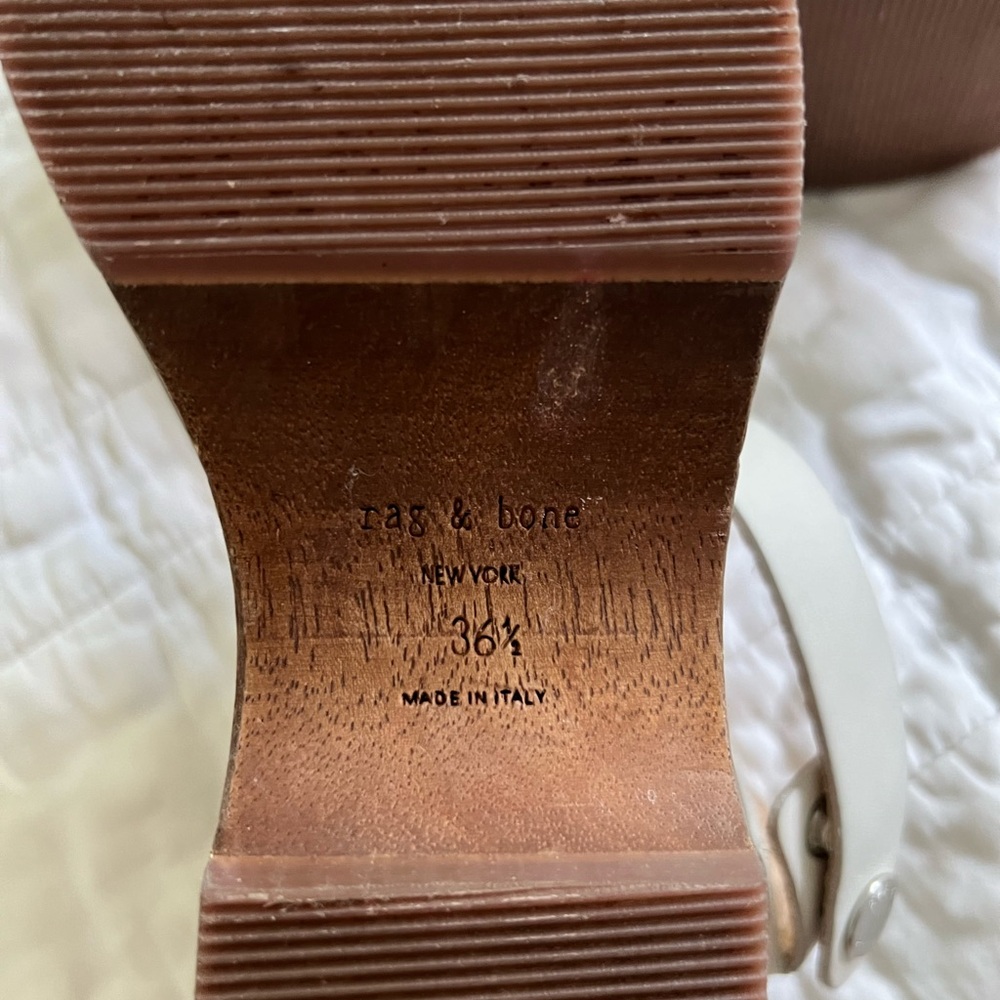 rag & bone
NEW YORK
36½
MADE IN ITALY